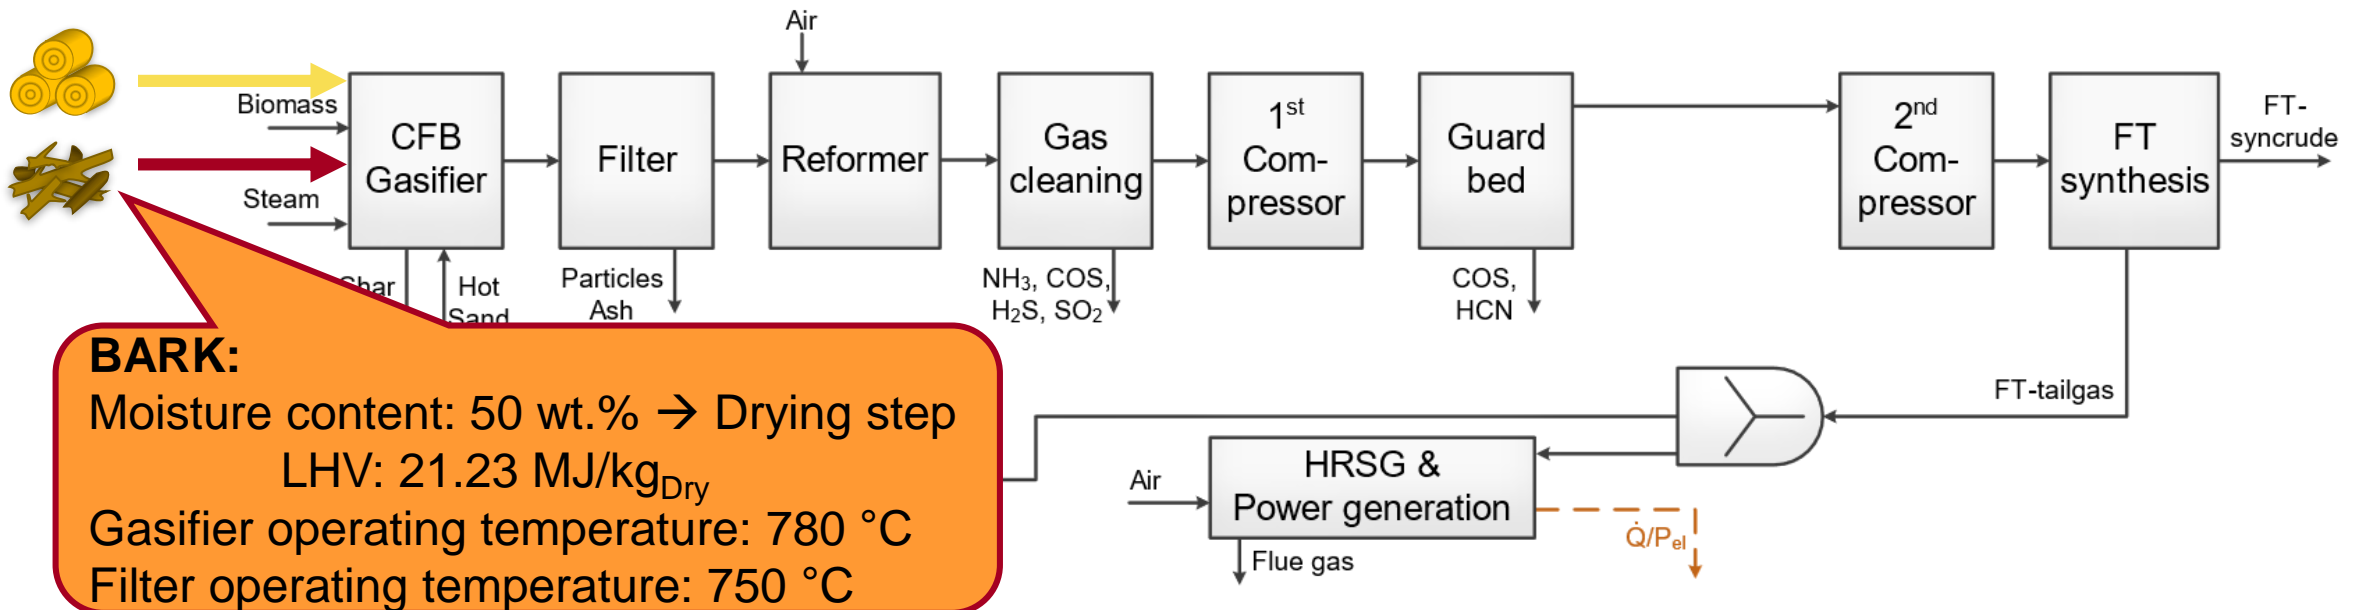 Air
Biomass
Steam
CFB
Gasifier
Filter
Reformer
Gas
cleaning
1st
Com-
pressor
Guard
bed
2nd
Com-
pressor
FT
synthesis
FT-
syncrude
Hot
Sand
Particles
Ash
NH₃, COS,
H₂S, SO₂
COS,
HCN
BARK:
Moisture content: 50 wt.% → Drying step
LHV: 21.23 MJ/kgDry
Gasifier operating temperature: 780 °C
Filter operating temperature: 750 °C
FT-tailgas
Air
HRSG &
Power generation
Q̇/Pel
Flue gas